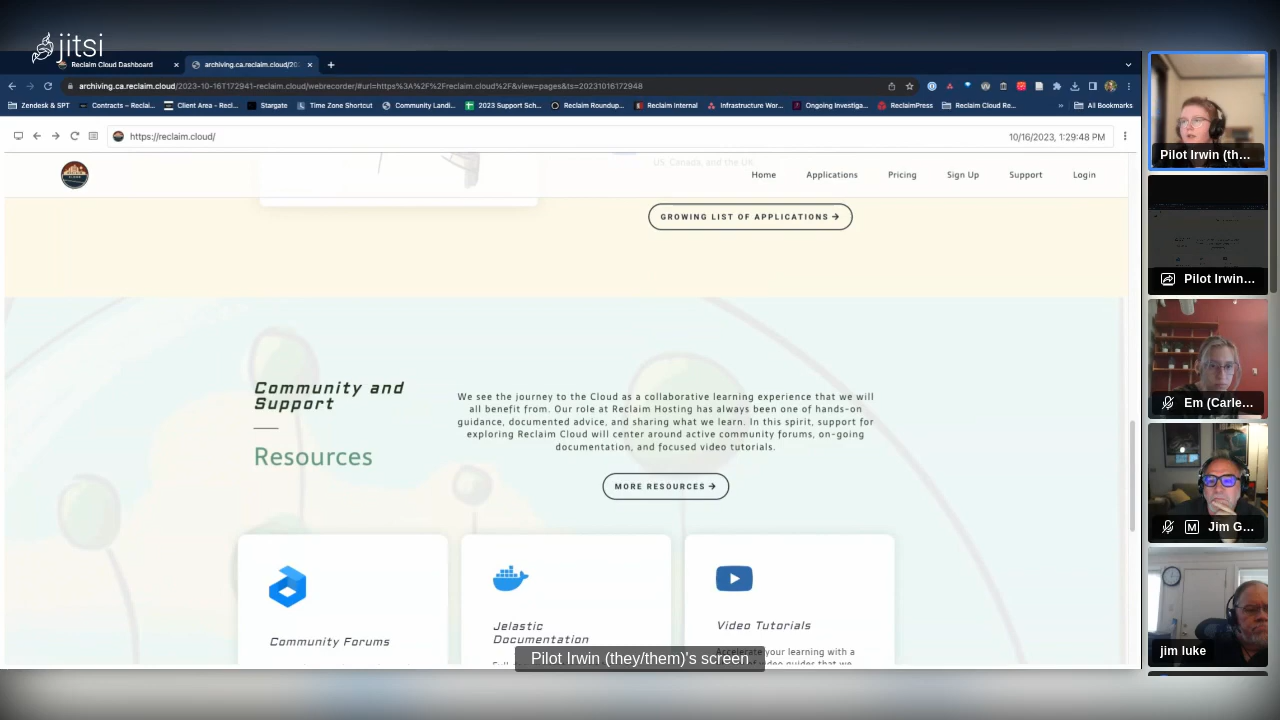 jitsi
Reclaim Cloud Dashboard
archiving.ca.reclaim.cloud/20
archiving.ca.reclaim.cloud/2023-10-16T172941-reclaim.cloud/webrecorder/#url=https%3A%2F%2Freclaim.cloud%2F&view=pages&ts=20231016172948
Zendesk & SPT
Contracts – Reclai...
Client Area - Recl...
Stargate
Time Zone Shortcut
Community Landi...
2023 Support Sch...
Reclaim Roundup...
Reclaim Internal
Infrastructure Wor...
Ongoing Investiga...
ReclaimPress
Reclaim Cloud Re...
»
All Bookmarks
https://reclaim.cloud/
10/16/2023, 1:29:48 PM
US, Canada, and the UK.
Home
Applications
Pricing
Sign Up
Support
Login
GROWING LIST OF APPLICATIONS →
Community and
Support
Resources
We see the journey to the Cloud as a collaborative learning experience that we will
all benefit from. Our role at Reclaim Hosting has always been one of hands-on
guidance, documented advice, and sharing what we learn. In this spirit, support for
exploring Reclaim Cloud will center around active community forums, on-going
documentation, and focused video tutorials.
MORE RESOURCES →
Community Forums
Jelastic
Documentation
Video Tutorials
Accelerate your learning with a
of video guides that we
Pilot Irwin (they/them)'s screen
Pilot Irwin (th...
Pilot Irwin...
Em (Carle...
M
Jim G...
jim luke